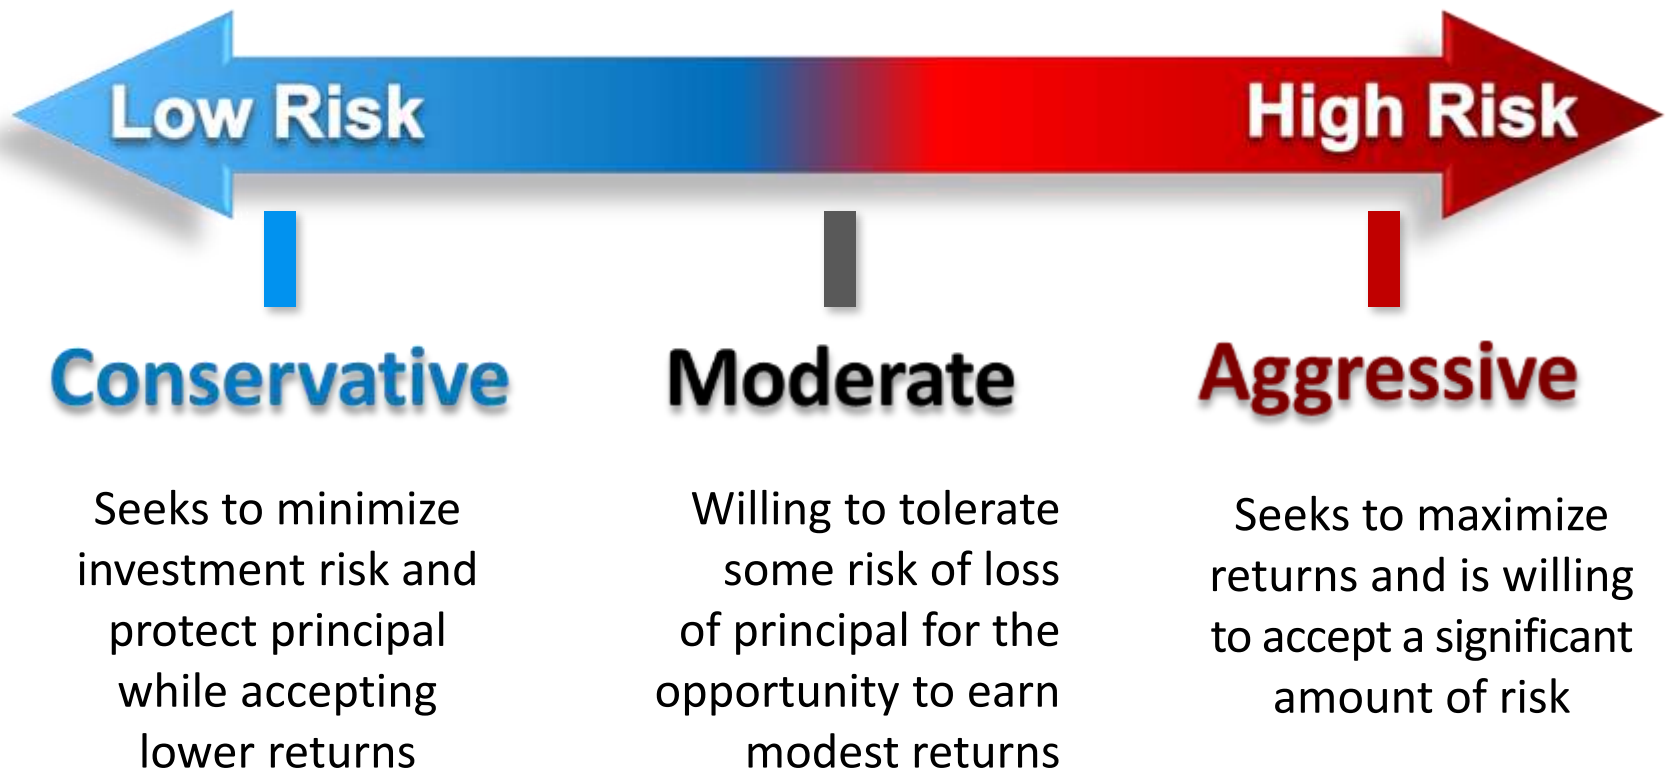 Low Risk
High Risk
Conservative
Seeks to minimize
investment risk and
protect principal
while accepting
lower returns
Moderate
Willing to tolerate
some risk of loss
of principal for the
opportunity to earn
modest returns
Aggressive
Seeks to maximize
returns and is willing
to accept a significant
amount of risk